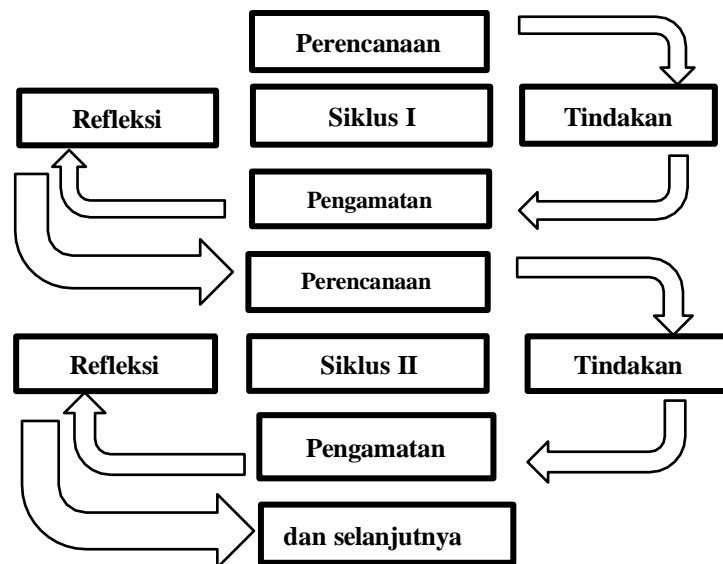 Perencanaan
Refleksi
Siklus I
Tindakan
Pengamatan
Perencanaan
Refleksi
Siklus II
Tindakan
Pengamatan
dan selanjutnya